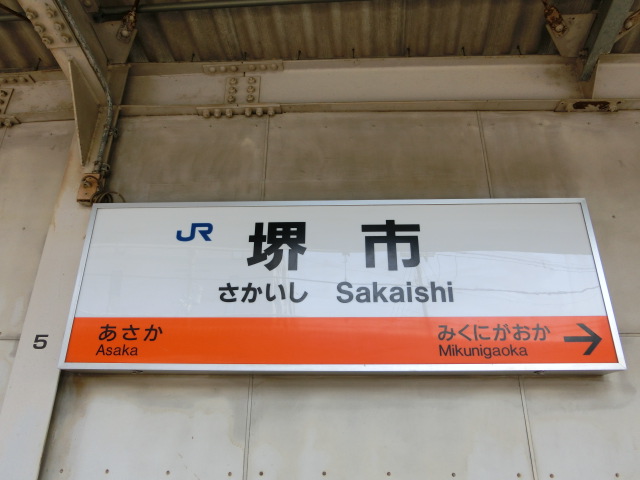 JR 堺市
さかいし Sakaishi
あさか みくにがおか →
Asaka Mikunigaoka
5